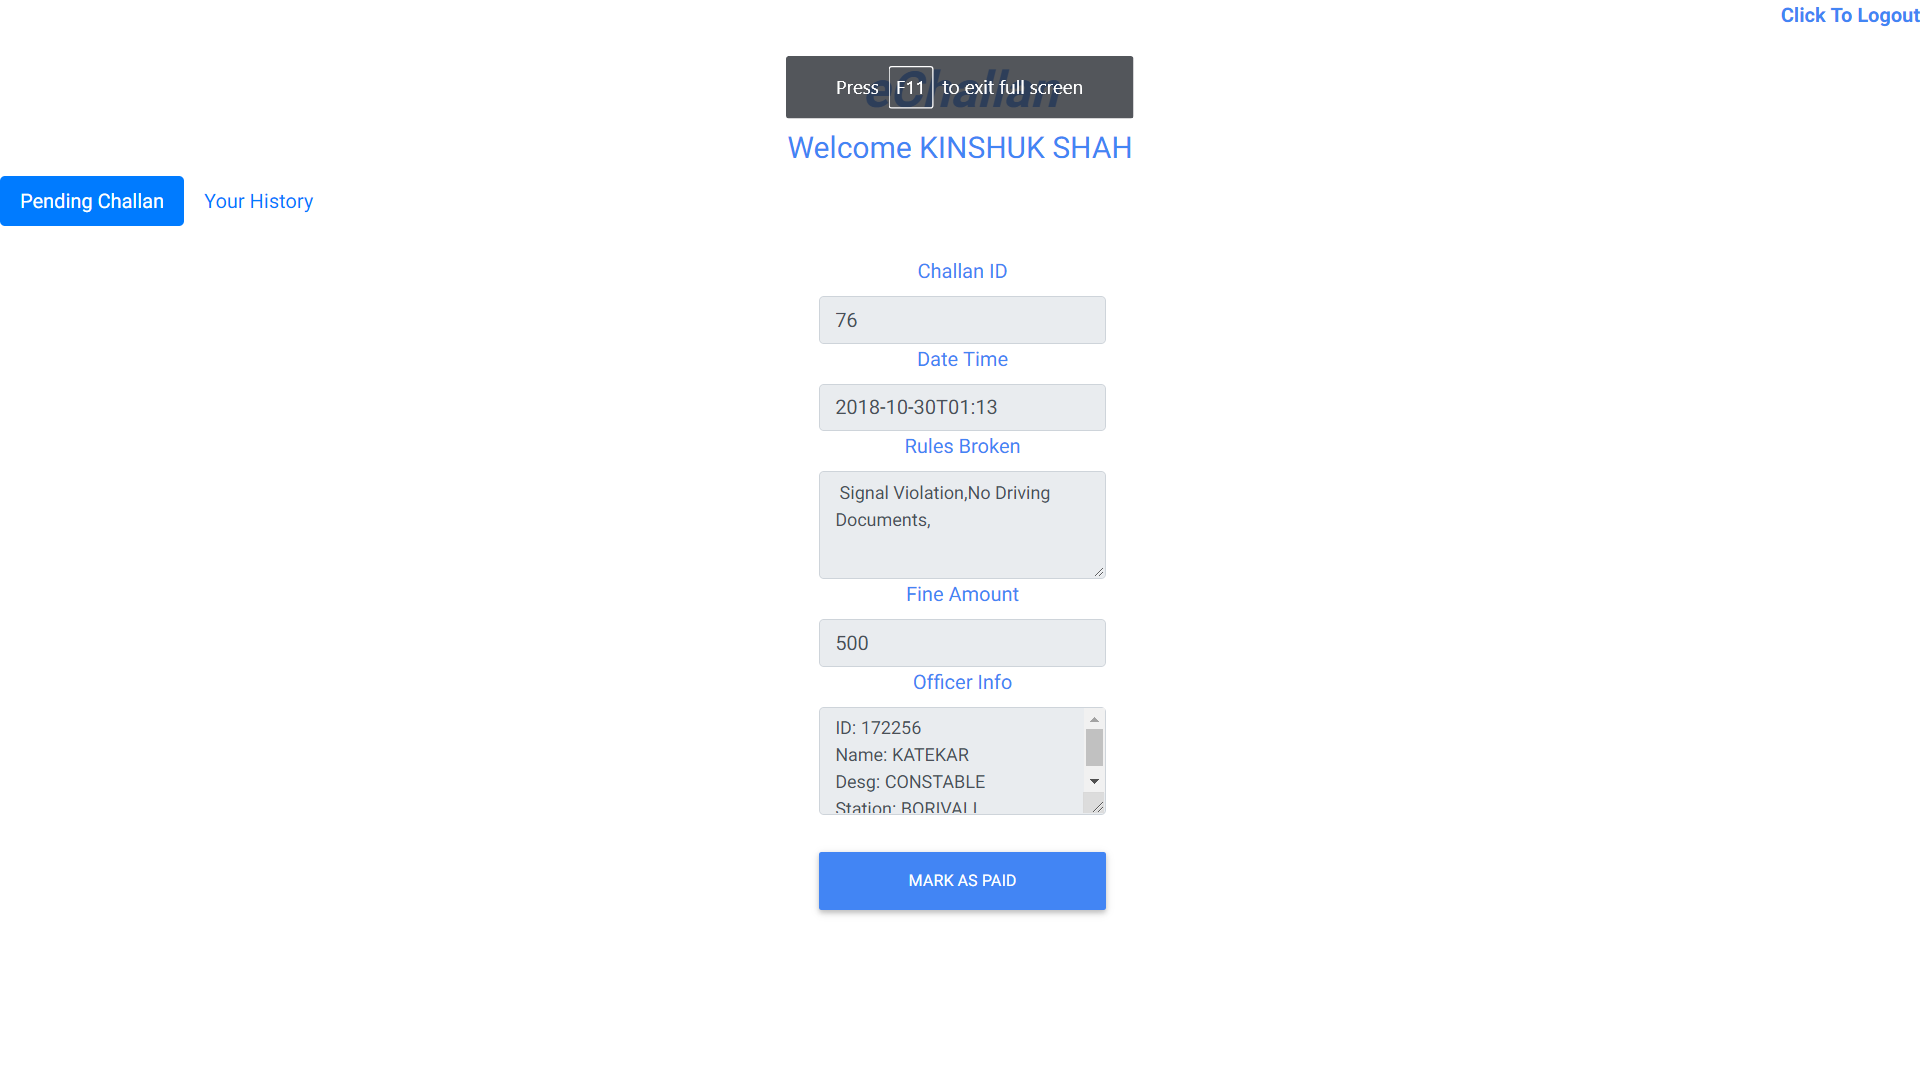 Click To Logout
eChallan
Press F11 to exit full screen
Welcome KINSHUK SHAH
Pending Challan Your History
Challan ID
76
Date Time
2018-10-30T01:13
Rules Broken
Signal Violation,No Driving
Documents,
Fine Amount
500
Officer Info
ID: 172256
Name: KATEKAR
Desg: CONSTABLE
Station: BORIVALI
MARK AS PAID